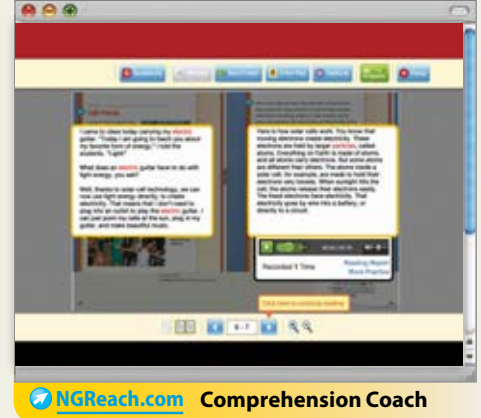 I came to class today carrying my electric
guitar. "Today I am going to teach you about
my favorite form of energy," I told the
students. "Light!"
What does an electric guitar have to do with
light energy, you ask?
Well, thanks to solar-cell technology, we can
now use light energy directly, to create
electricity. That means that I don't need to
plug into an outlet to play the electric guitar. I
can just point my cells at the sun, plug in my
guitar, and make beautiful music.
Here is how solar cells work. You know that
moving electrons create electricity. These
electrons are held by larger particles, called
atoms. Everything on Earth is made of atoms,
and all atoms carry electrons. But some atoms
are different than others. The atoms inside a
solar cell, for example, are made to hold their
electrons very loosely. When sunlight hits the
cell, the atoms release their electrons easily.
The freed electrons have electricity. That
electricity goes by wire into a battery, or
directly to a circuit.
Recorded 1 Time
Reading Report
Word Practice
Click here to continue reading
6 - 7
NGReach.com Comprehension Coach